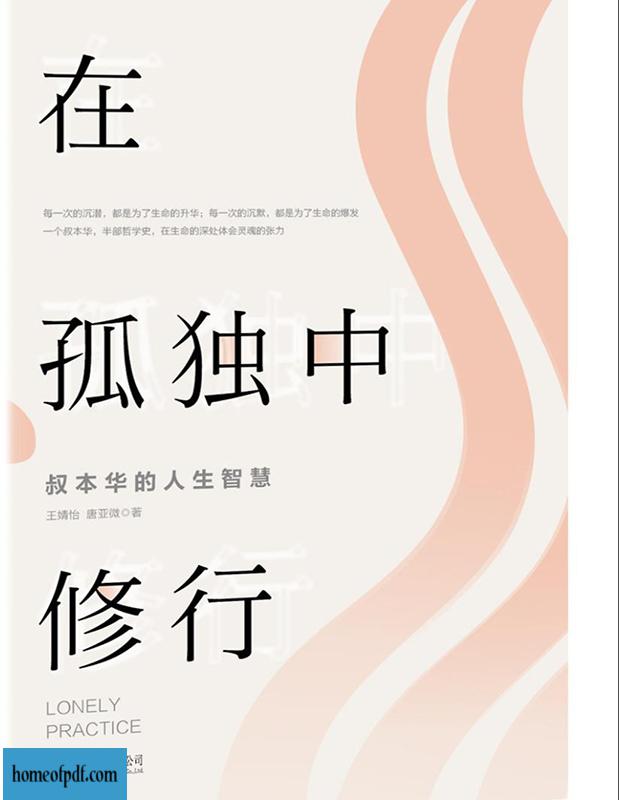 在
每一次的沉潜，都是为了生命的升华；每一次的沉默，都是为了生命的爆发
一个叔本华，半部哲学史，在生命的深处体会灵魂的张力
孤独中
叔本华的人生智慧
王婧怡 唐亚微◎著
修行
LONELY
PRACTICE
公司
Co.,Ltd.
homeofpdf.com